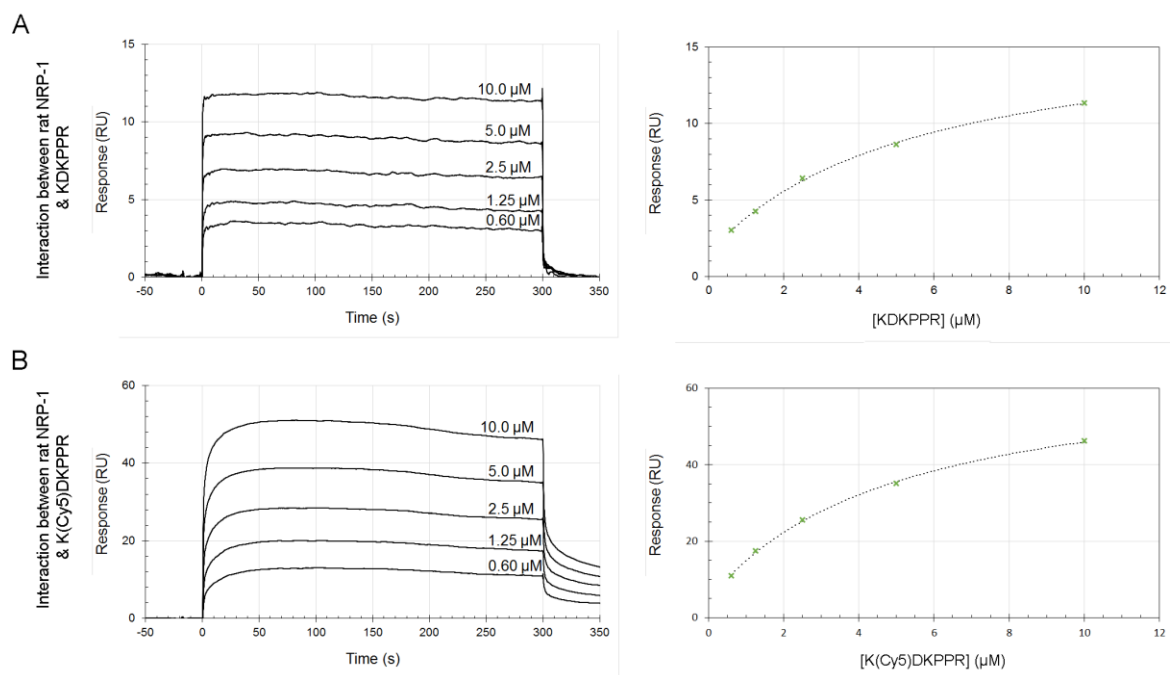 A
Interaction between rat NRP-1
& KDKPPR
Response (RU)
15
10
5
0
-50
0
50
100
150
200
250
300
350
Time (s)
10.0 µM
5.0 µM
2.5 µM
1.25 µM
0.60 µM
Response (RU)
15
10
5
0
0
2
4
6
8
10
12
[KDKPPR] (µM)
B
Interaction between rat NRP-1
& K(Cy5)DKPPR
Response (RU)
60
40
20
0
-50
0
50
100
150
200
250
300
350
Time (s)
10.0 µM
5.0 µM
2.5 µM
1.25 µM
0.60 µM
Response (RU)
60
40
20
0
0
2
4
6
8
10
12
[K(Cy5)DKPPR] (µM)